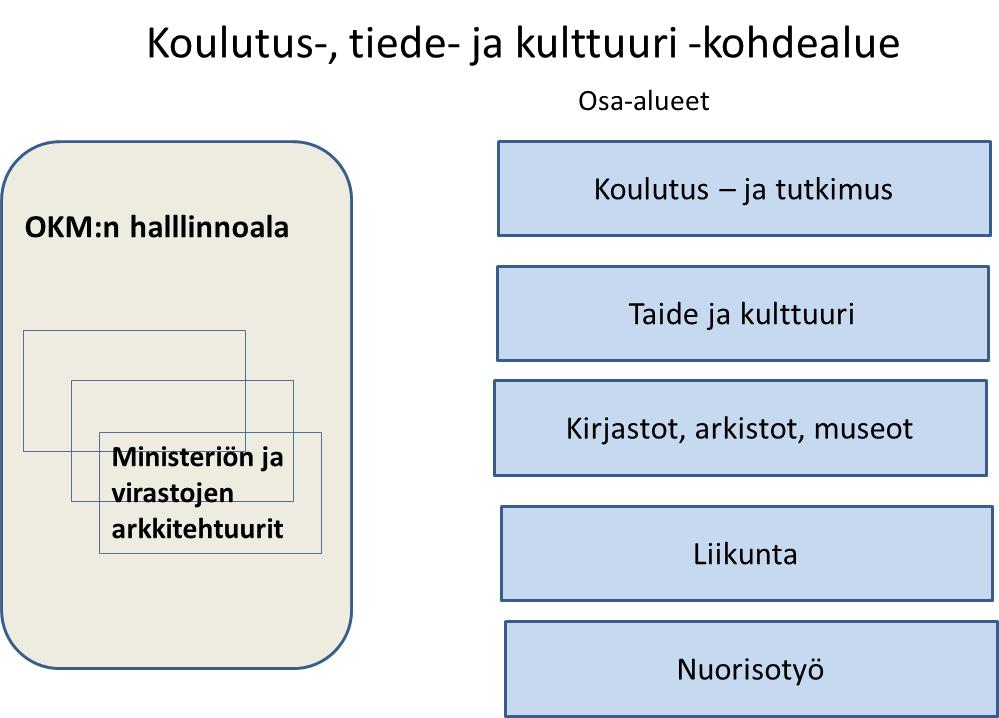 Koulutus-, tiede- ja kulttuuri -kohdealue
Osa-alueet
OKM:n halllinnoala
Ministeriön ja
virastojen
arkkitehtuurit
Koulutus – ja tutkimus
Taide ja kulttuuri
Kirjastot, arkistot, museot
Liikunta
Nuorisotyö